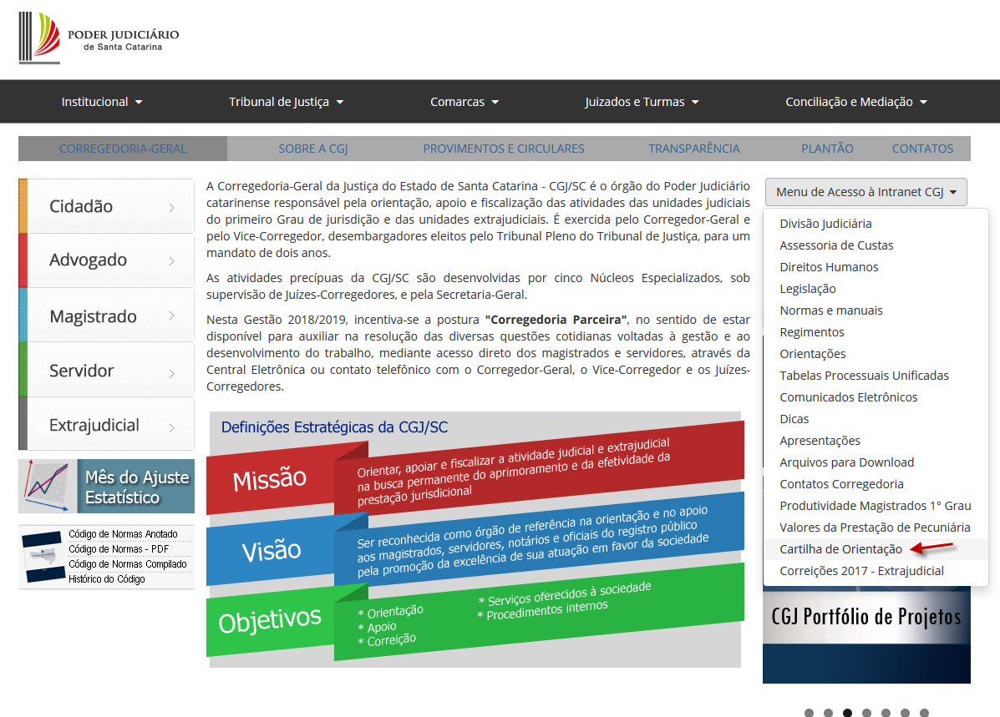 PODER JUDICIÁRIO
de Santa Catarina
Institucional
Tribunal de Justiça
Comarcas
Juizados e Turmas
Conciliação e Mediação
CORREGEDORIA-GERAL
SOBRE A CGJ
PROVIMENTOS E CIRCULARES
TRANSPARÊNCIA
PLANTÃO
CONTATOS
Cidadão
Advogado
Magistrado
Servidor
Extrajudicial
Mês do Ajuste
Estatístico
Código de Normas Anotado
Código de Normas - PDF
Código de Normas Compilado
Histórico do Código
A Corregedoria-Geral da Justiça do Estado de Santa Catarina - CGJ/SC é o órgão do Poder Judiciário
catarinense responsável pela orientação, apoio e fiscalização das atividades das unidades judiciais
do primeiro Grau de jurisdição e das unidades extrajudiciais. É exercida pelo Corregedor-Geral e
pelo Vice-Corregedor, desembargadores eleitos pelo Tribunal Pleno do Tribunal de Justiça, para um
mandato de dois anos.
As atividades precípuas da CGJ/SC são desenvolvidas por cinco Núcleos Especializados, sob
supervisão de Juízes-Corregedores, e pela Secretaria-Geral.
Nesta Gestão 2018/2019, incentiva-se a postura "Corregedoria Parceira", no sentido de estar
disponível para auxiliar na resolução das diversas questões cotidianas voltadas à gestão e ao
desenvolvimento do trabalho, mediante acesso direto dos magistrados e servidores, através da
Central Eletrônica ou contato telefônico com o Corregedor-Geral, o Vice-Corregedor e os Juízes-
Corregedores.
Definições Estratégicas da CGJ/SC
Missão
Orientar, apoiar e fiscalizar a atividade judicial e extrajudicial
na busca permanente do aprimoramento e da efetividade da
prestação jurisdicional
Visão
Ser reconhecida como órgão de referência na orientação e no apoio
aos magistrados, servidores, notários e oficiais do registro público
pela promoção da excelência de sua atuação em favor da sociedade
Objetivos
* Orientação
* Apoio
* Correição
* Serviços oferecidos à sociedade
* Procedimentos internos
Menu de Acesso à Intranet CGJ
Divisão Judiciária
Assessoria de Custas
Direitos Humanos
Legislação
Normas e manuais
Regimentos
Orientações
Tabelas Processuais Unificadas
Comunicados Eletrônicos
Dicas
Apresentações
Arquivos para Download
Contatos Corregedoria
Produtividade Magistrados 1° Grau
Valores da Prestação de Pecuniária
Cartilha de Orientação
Correições 2017 - Extrajudicial
CGJ Portfólio de Projetos